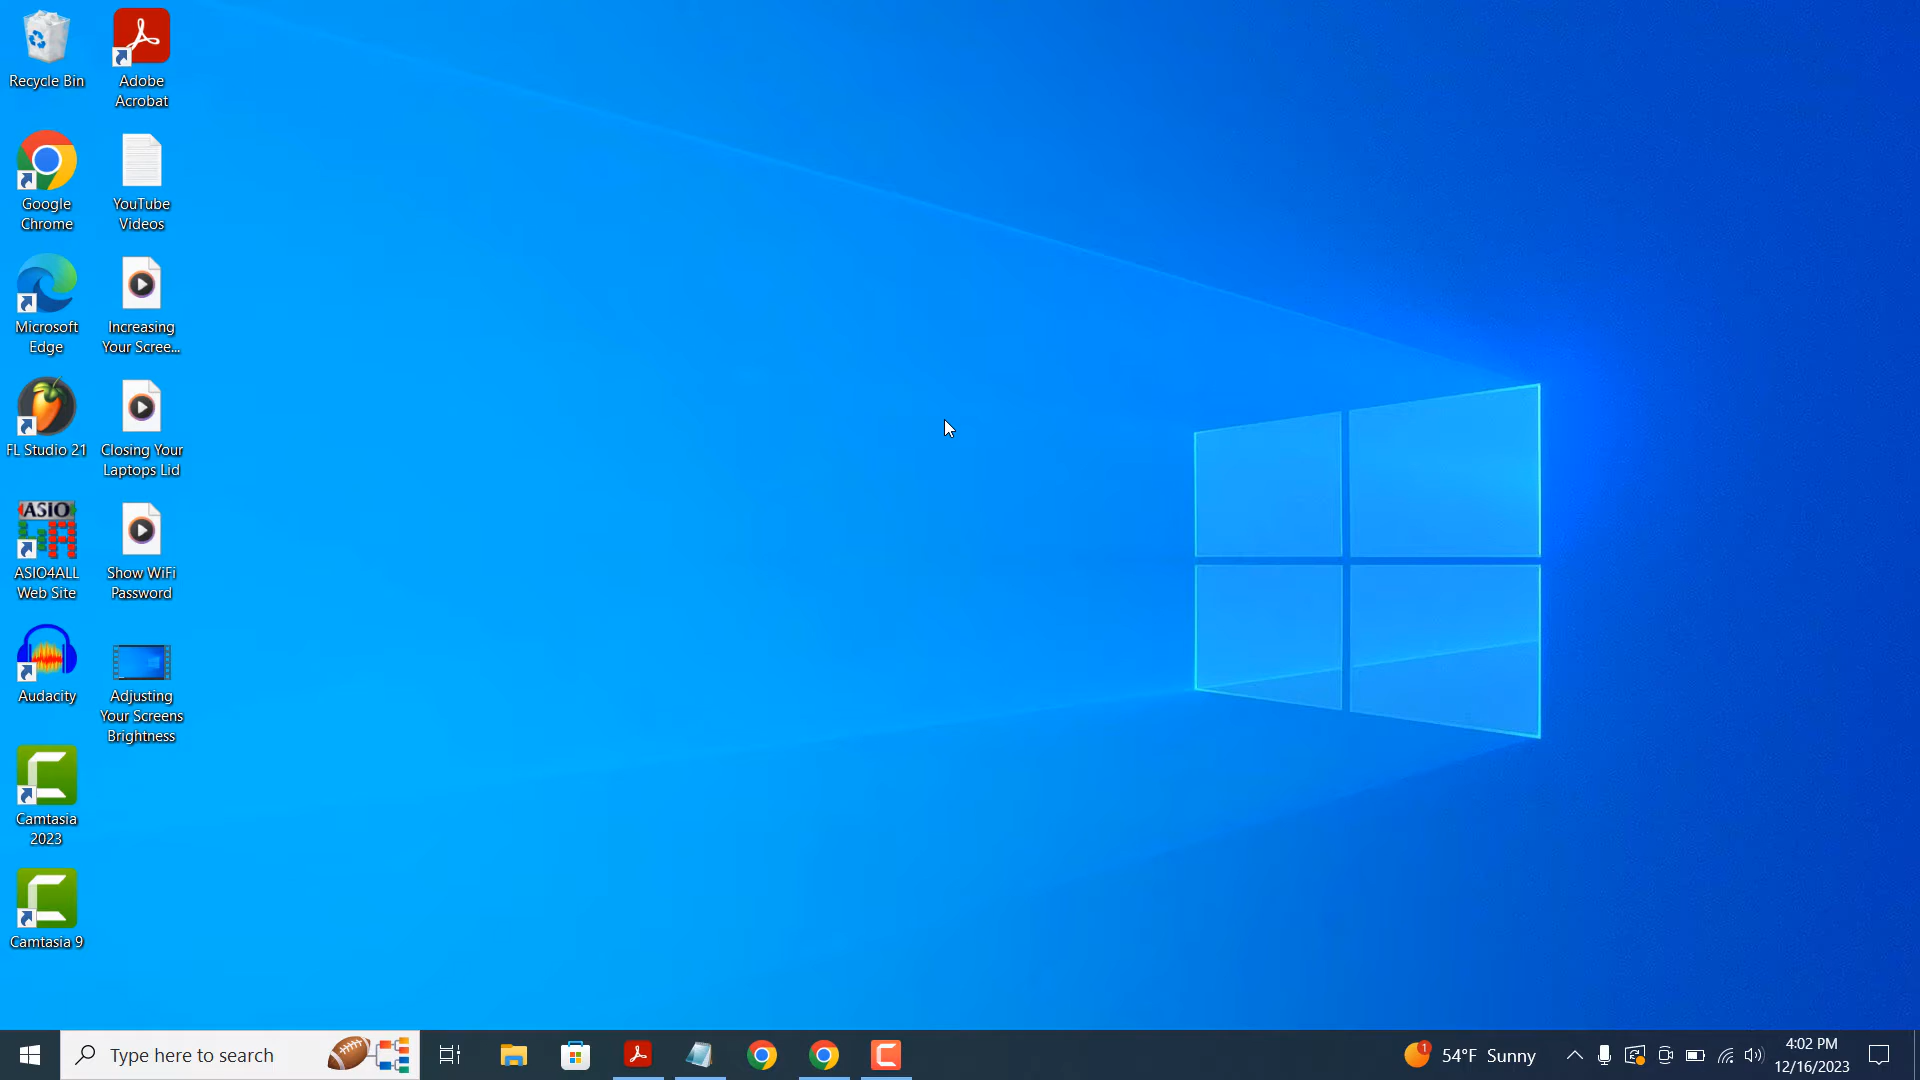 Recycle Bin
Adobe
Acrobat
Google
Chrome
YouTube
Videos
Microsoft
Edge
Increasing
Your Scree...
FL Studio 21
Closing Your
Laptops Lid
ASIO
ASIO4ALL
Web Site
Show WiFi
Password
Audacity
Adjusting
Your Screens
Brightness
Camtasia
2023
Camtasia 9
Type here to search
1
54°F Sunny
4:02 PM
12/16/2023